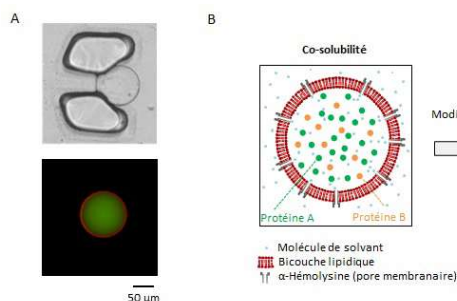 A
B
Co-solubilité
Modi
Protéine A
Protéine B
Molécule de solvant
Bicouche lipidique
α-Hémolysine (pore membranaire)
50 µm